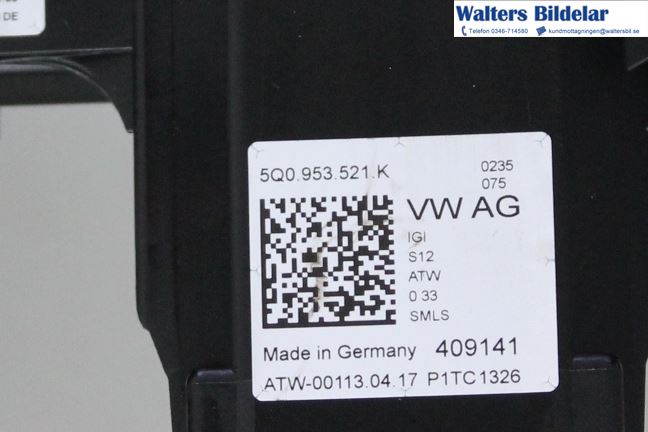 DE
Walters Bildelar
Telefon 0346-714580 kundmottagningen@waltersbil.se
5Q0.953.521.K
0235
075
VW AG
IGI
S12
ATW
0 33
SMLS
Made in Germany 409141
ATW-00113.04.17 P1TC1326